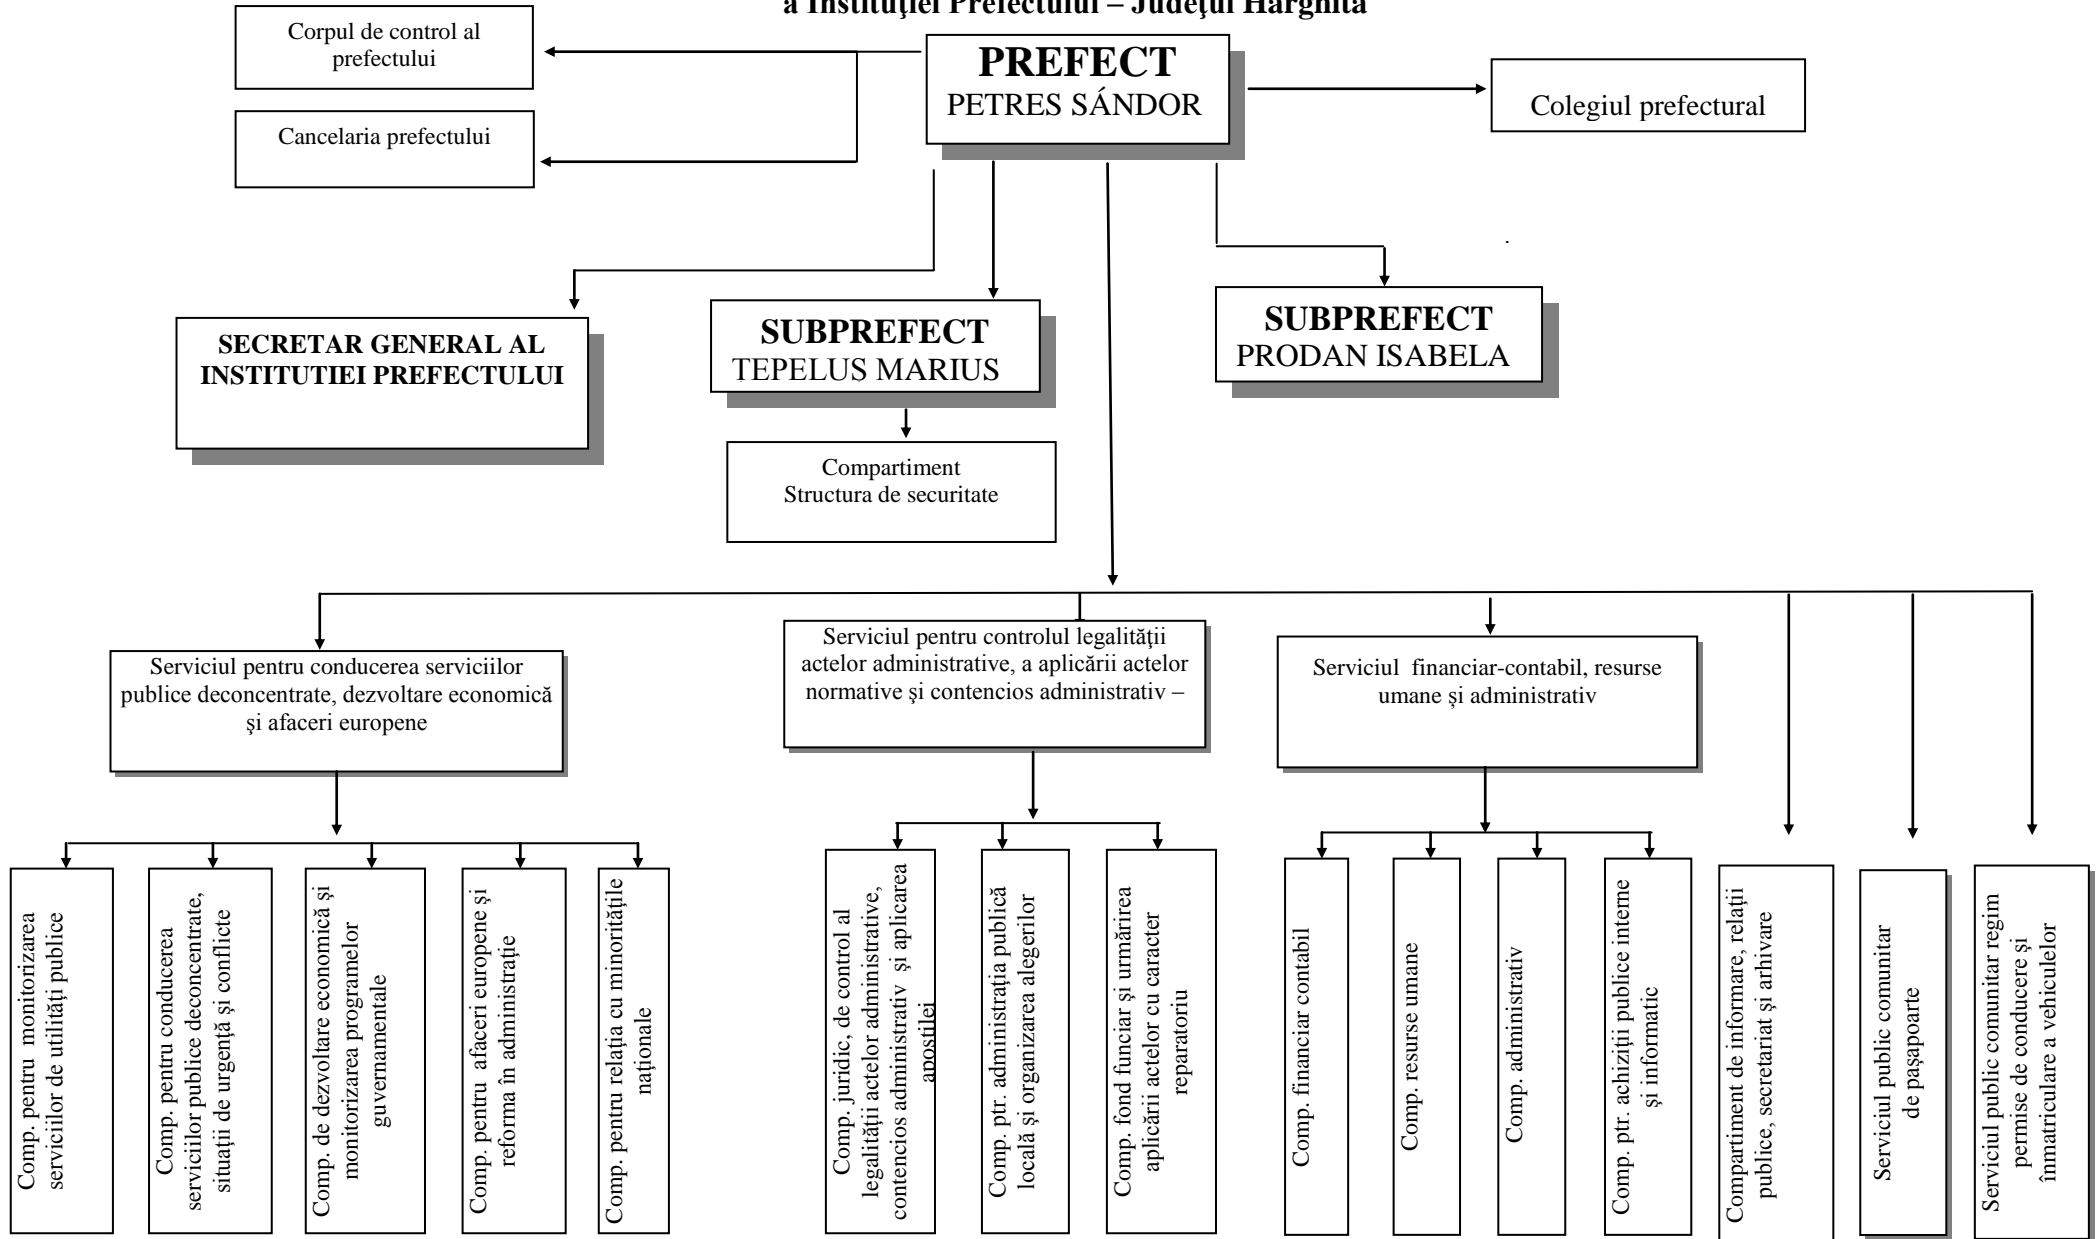 a Instituţiei Prefectului – Judeţul Harghita
Corpul de control al
prefectului
PREFECT
PETRES SÁNDOR
Colegiul prefectural
Cancelaria prefectului
SECRETAR GENERAL AL
INSTITUTIEI PREFECTULUI
SUBPREFECT
TEPELUS MARIUS
SUBPREFECT
PRODAN ISABELA
Compartiment
Structura de securitate
Serviciul pentru conducerea serviciilor
publice deconcentrate, dezvoltare economică
şi afaceri europene
Serviciul pentru controlul legalităţii
actelor administrative, a aplicării actelor
normative şi contencios administrativ –
Serviciul financiar-contabil, resurse
umane și administrativ
Comp. pentru monitorizarea
serviciilor de utilităţi publice
Comp. pentru conducerea
serviciilor publice deconcentrate,
situaţii de urgenţă şi conflicte
Comp. de dezvoltare economică şi
monitorizarea programelor
guvernamentale
Comp. pentru afaceri europene şi
reforma în administraţie
Comp. pentru relaţia cu minorităţile
naţionale
Comp. juridic, de control al
legalităţii actelor administrative,
contencios administrativ şi aplicarea
apostilei
Comp. ptr. administraţia publică
locală şi organizarea alegerilor
Comp. fond funciar şi urmărirea
aplicării actelor cu caracter
reparatoriu
Comp. financiar contabil
Comp. resurse umane
Comp. administrativ
Comp. ptr. achiziţii publice interne
şi informatic
Compartiment de informare, relaţii
publice, secretariat şi arhivare
Serviciul public comunitar
de paşapoarte
Serviciul public comunitar regim
permise de conducere şi
înmatriculare a vehiculelor